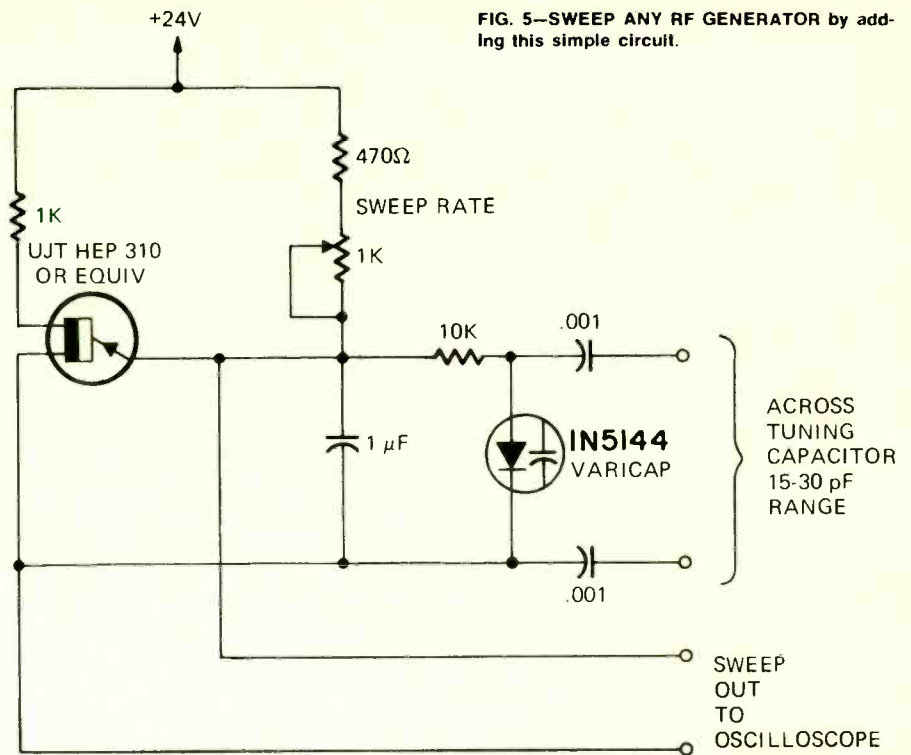 FIG. 5—SWEEP ANY RF GENERATOR by add-
ing this simple circuit.
+24V
470Ω
SWEEP RATE
1K
1K
UJT HEP 310
OR EQUIV
10K
.001
1 µF
1N5144
VARICAP
ACROSS
TUNING
CAPACITOR
15-30 pF
RANGE
.001
SWEEP
OUT
TO
OSCILLOSCOPE